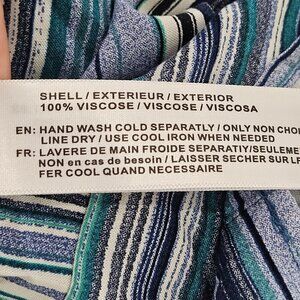 SHELL / EXTERIEUR / EXTERIOR
100% VISCOSE / VISCOSE / VISCOSA
EN: HAND WASH COLD SEPARATLY / ONLY NON CHO
LINE DRY / USE COOL IRON WHEN NEEDED
FR: LAVERE DE MAIN FROIDE SEPARATIY/SEULEME
NON en cas de besoin / LAISSER SECHER SUR LF
FER COOL QUAND NECESSAIRE